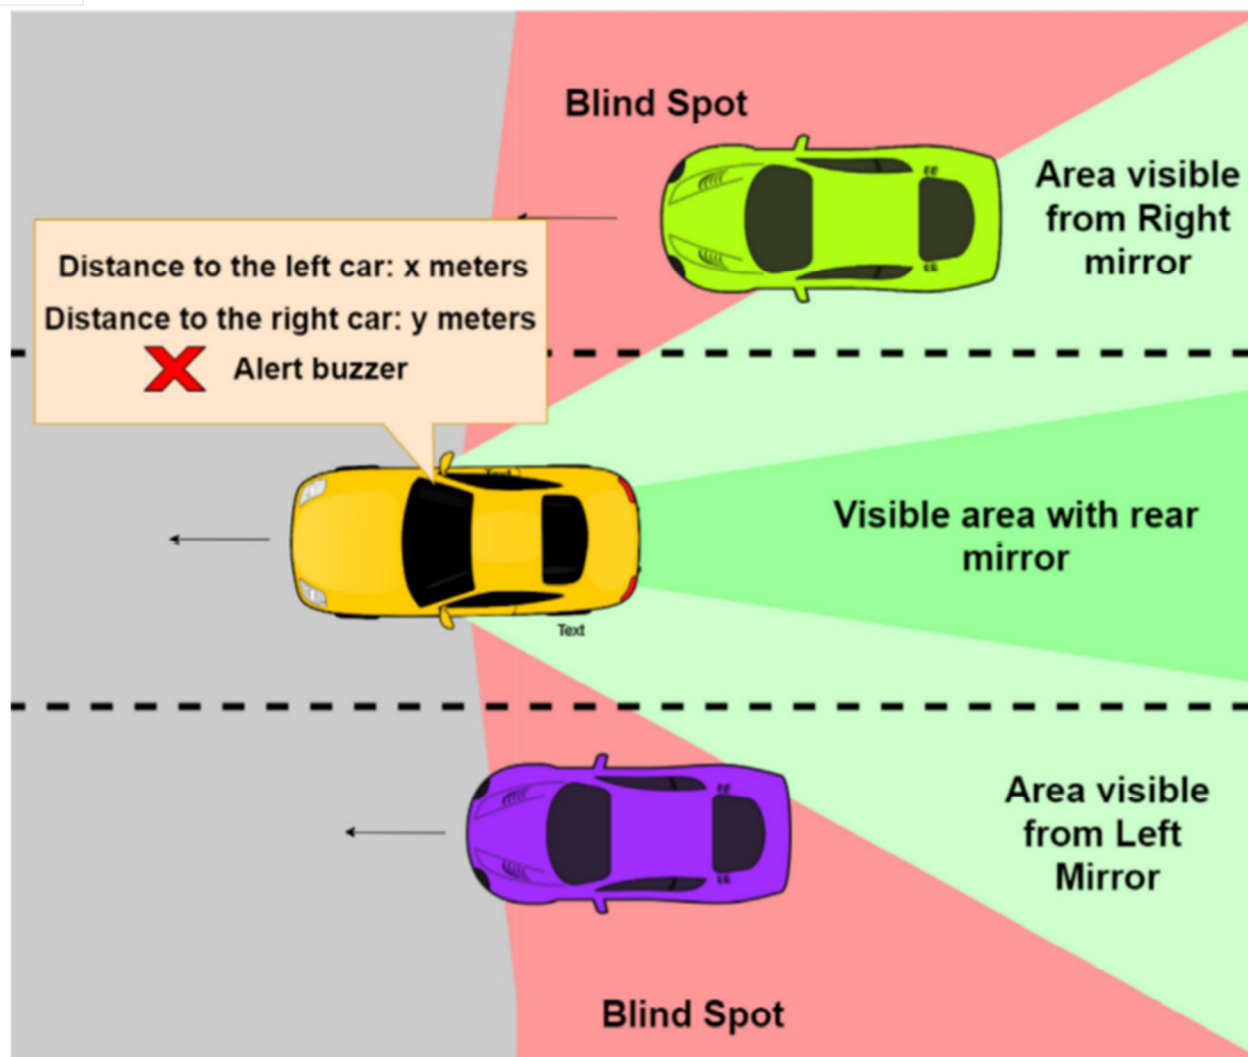 Blind Spot
Area visible
from Right
mirror
Distance to the left car: x meters
Distance to the right car: y meters
Alert buzzer
Text
Visible area with rear
mirror
Text
Area visible
from Left
Mirror
Blind Spot